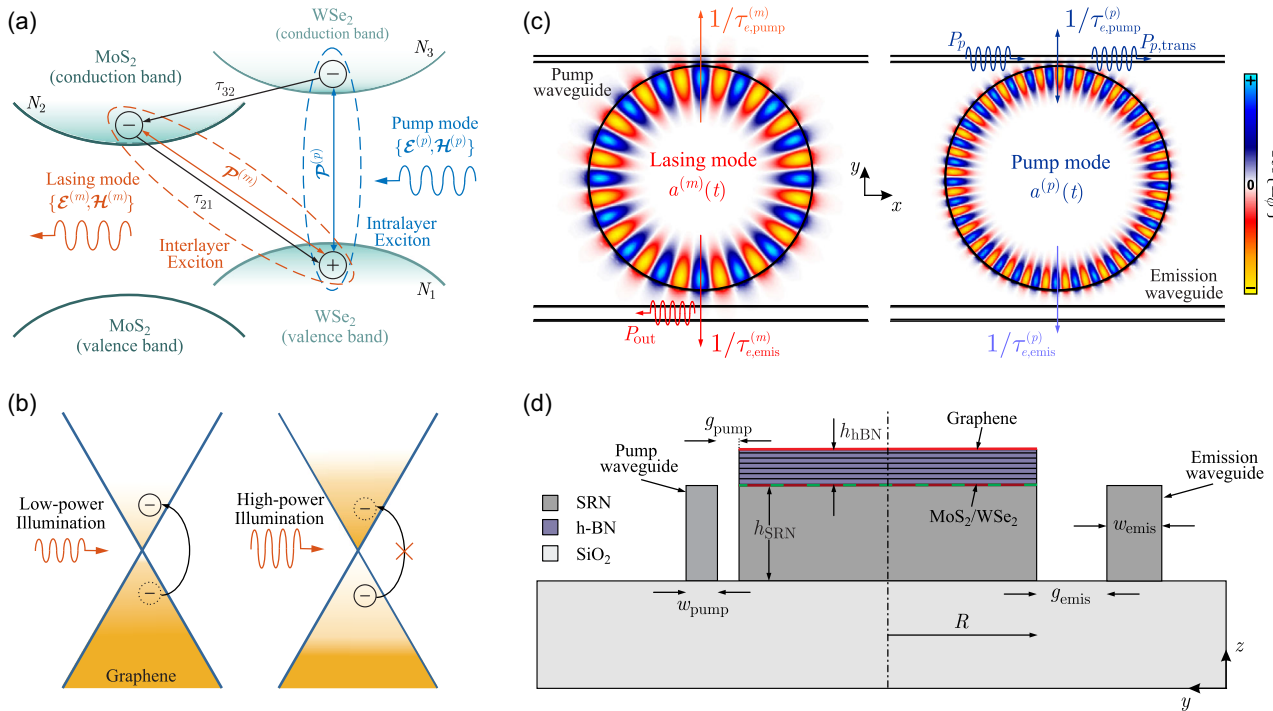 (a)
WSe2
(conduction band)
N3
MoS2
(conduction band)
τ32
N2
𝓟(p)
Pump mode
{𝓔(p), 𝓗(p)}
Lasing mode
{𝓔(m), 𝓗(m)}
𝓟(m)
τ21
Intralayer
Exciton
Interlayer
Exciton
N1
MoS2
(valence band)
WSe2
(valence band)
(b)
Low-power
Illumination
High-power
Illumination
Graphene
(c)
1/τ(m)e,pump
1/τ(p)e,pump
Pp
Pp,trans
Pump
waveguide
Lasing mode
a(m)(t)
y
x
Pump mode
a(p)(t)
+
0
−
Emission
waveguide
Pout
1/τ(m)e,emis
1/τ(p)e,emis
(d)
gpump
hhBN
Graphene
Pump
waveguide
Emission
waveguide
SRN
h-BN
SiO2
hSRN
MoS2/WSe2
wemis
wpump
gemis
R
z
y